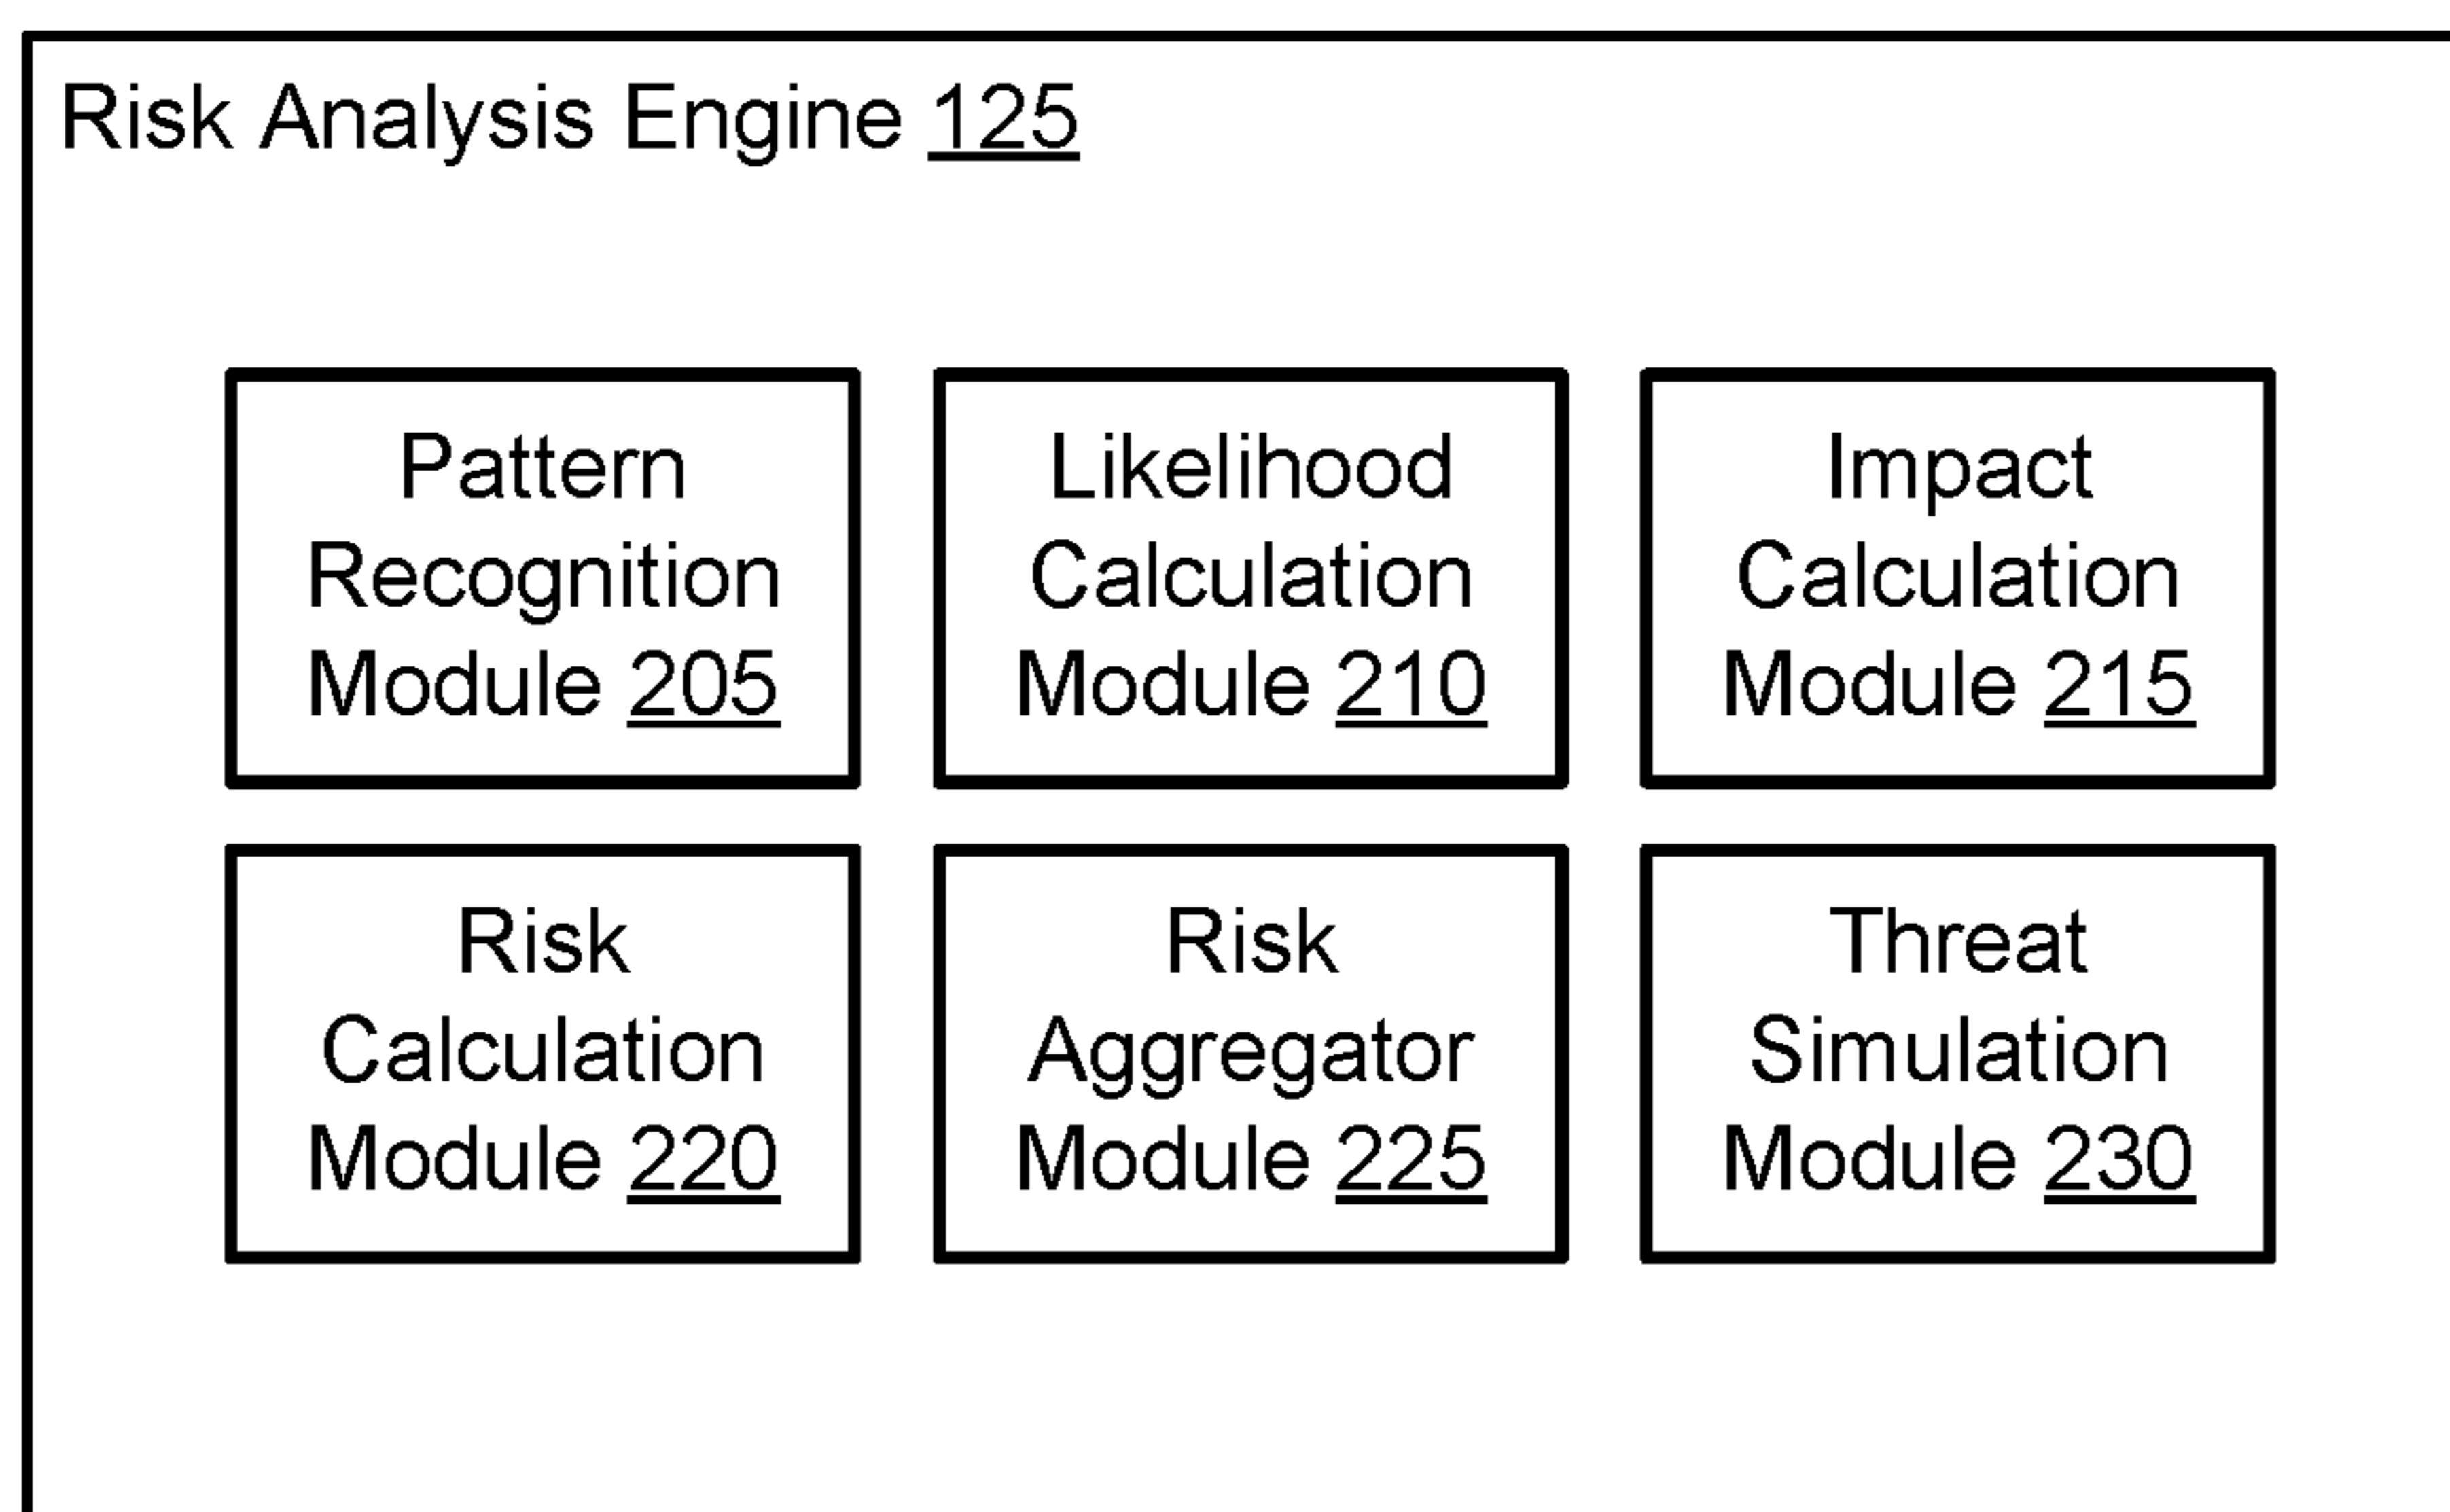 Risk Analysis Engine 125
Pattern
Recognition
Module 205
Likelihood
Calculation
Module 210
Impact
Calculation
Module 215
Risk
Calculation
Module 220
Risk
Aggregator
Module 225
Threat
Simulation
Module 230